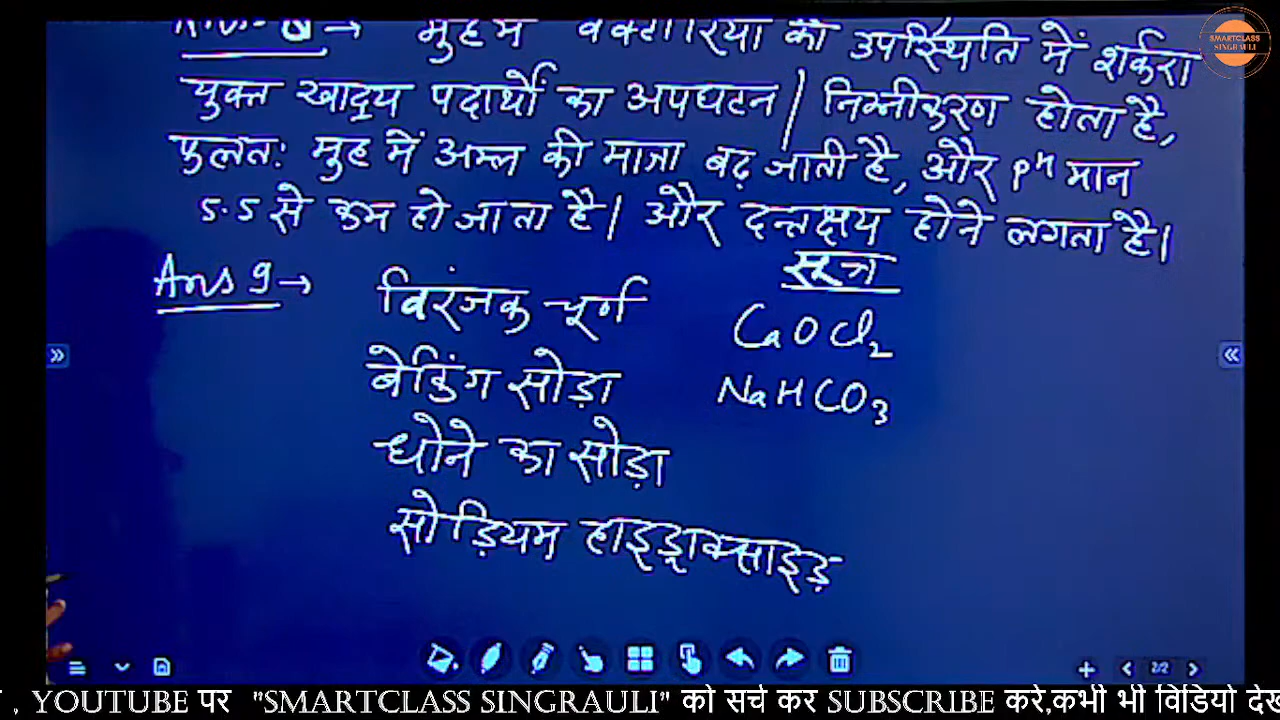 मुह में बैक्टीरिया की उपस्थिति में शर्करा
युक्त खाद्य पदार्थों का अपघटन / निम्नीकरण होता है,
फलतः मुह में अम्ल की मात्रा बढ़ जाती है, और pH मान
5.5 से कम हो जाता है। और दन्तक्षय होने लगता है।
Ans 9 → विरंजक चूर्ण
सूत्र
CaOCl2
बेकिंग सोड़ा NaHCO3
धोने का सोड़ा
सोड़ियम हाइड्राक्साइड़
SMARTCLASS
SINGRAULI
2/2
, YOUTUBE पर "SMARTCLASS SINGRAULI" को सर्च कर SUBSCRIBE करे,कभी भी विडियो देख